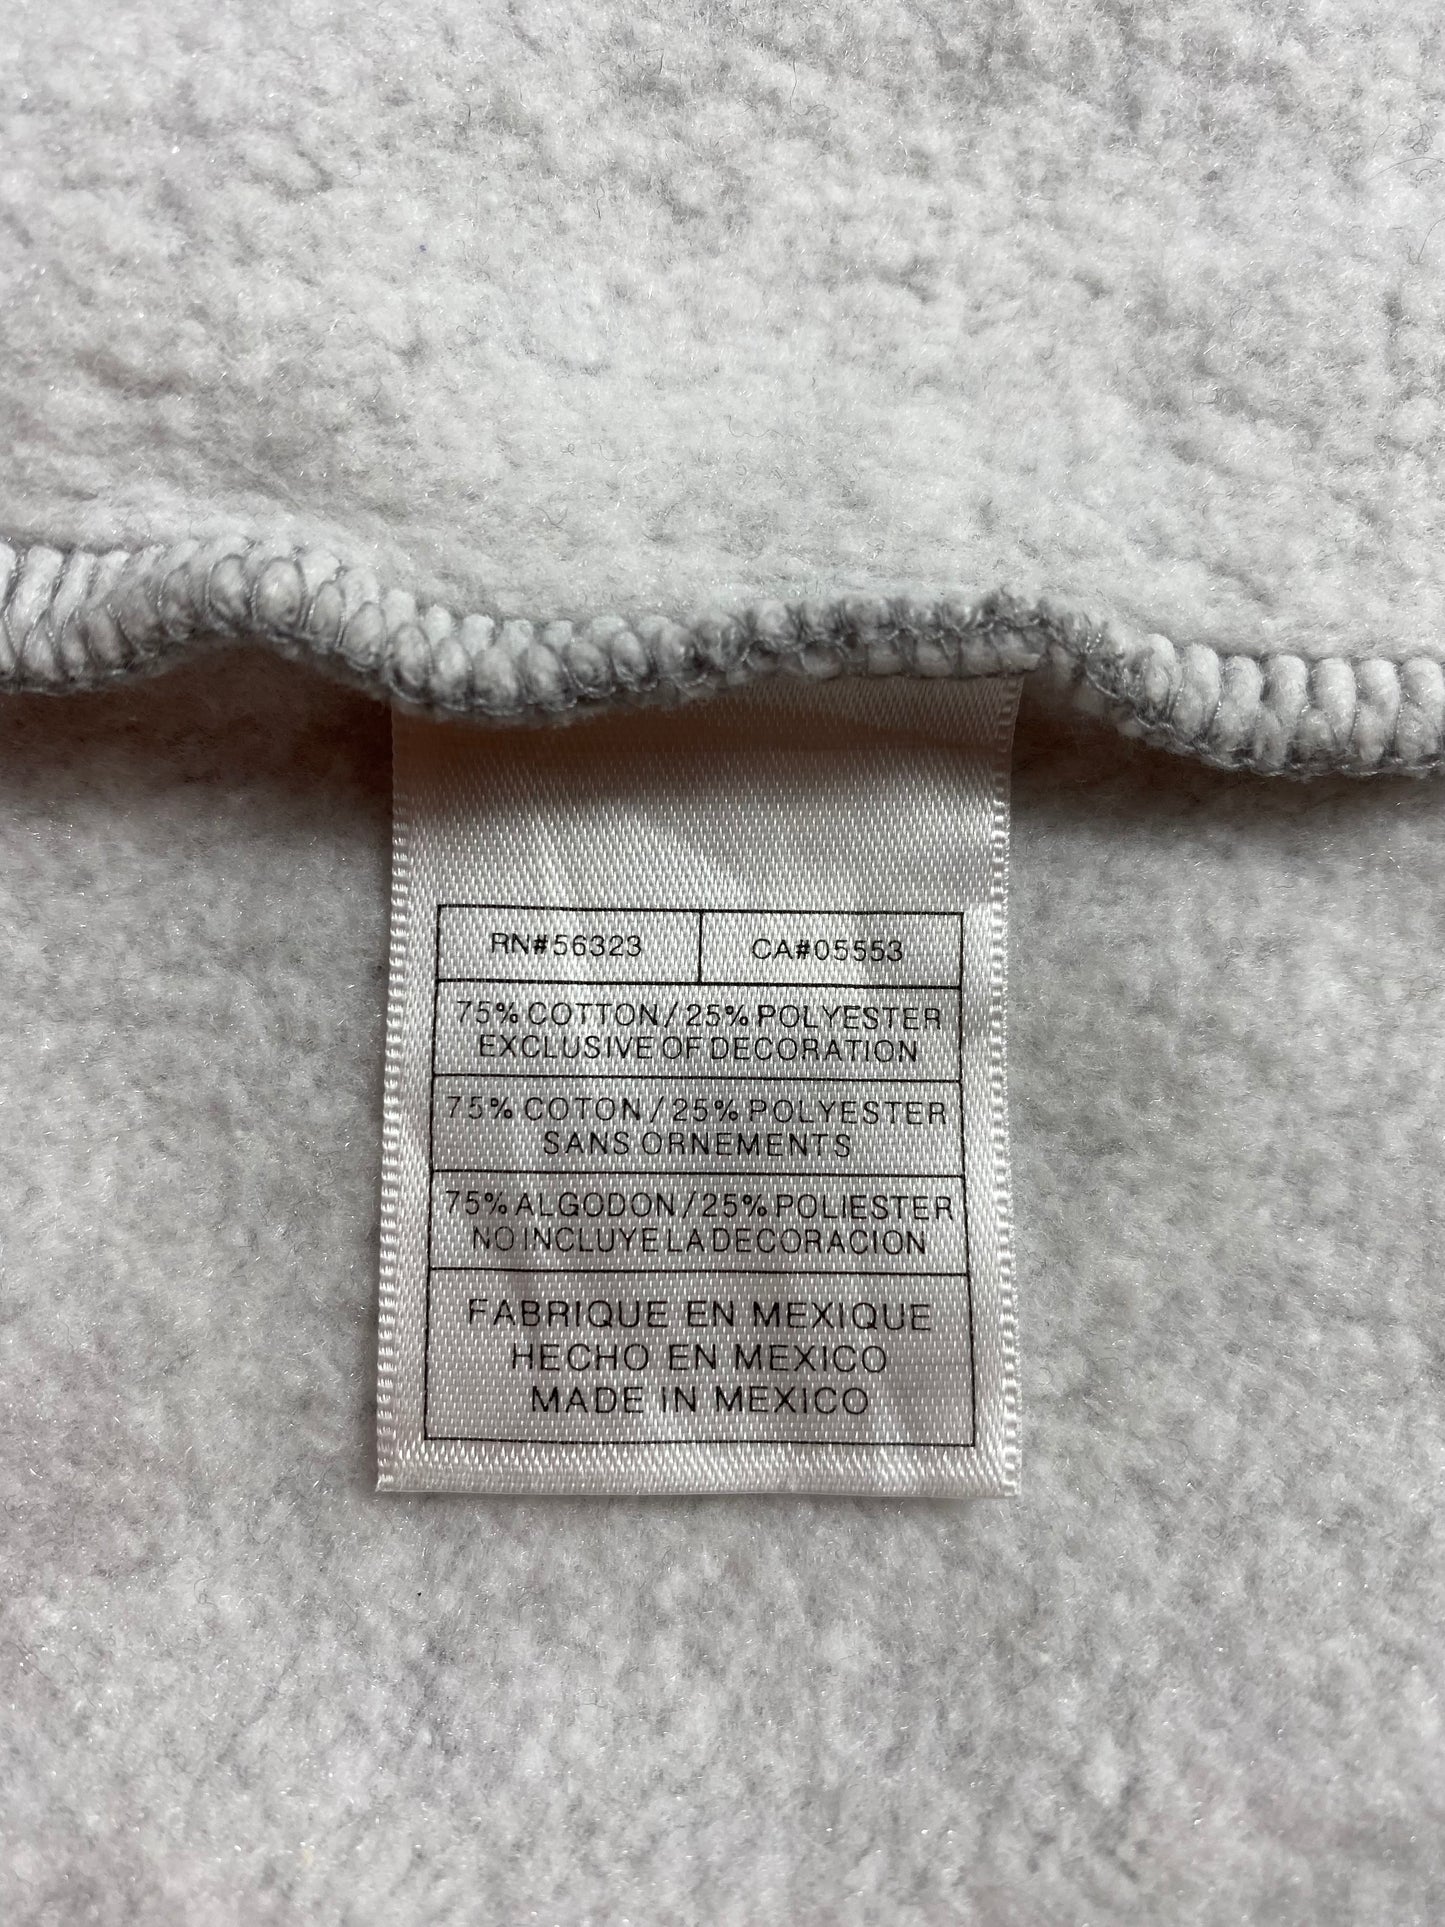 RN#56323 CA#05553
75% COTTON/25% POLYESTER
EXCLUSIVE OF DECORATION
75% COTON/25% POLYESTER
SANS ORNEMENTS
75% ALGODON/25% POLIESTER
NO INCLUYE LA DECORACION
FABRIQUE EN MEXIQUE
HECHO EN MEXICO
MADE IN MEXICO